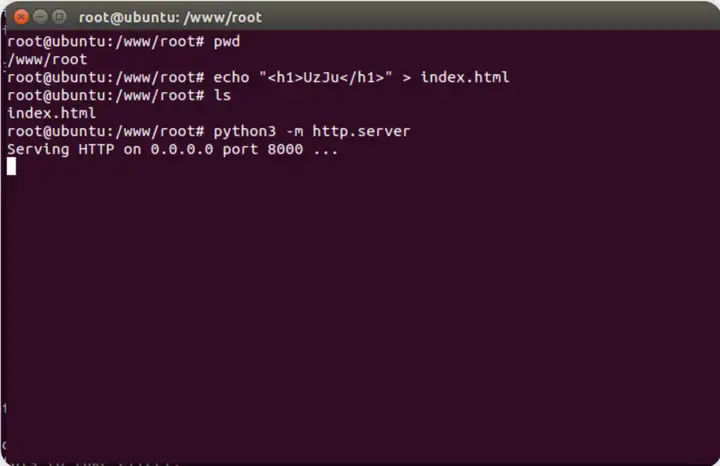 root@ubuntu: /www/root
root@ubuntu:/www/root# pwd
/www/root
root@ubuntu:/www/root# echo "<h1>UzJu</h1>" > index.html
root@ubuntu:/www/root# ls
index.html
root@ubuntu:/www/root# python3 -m http.server
Serving HTTP on 0.0.0.0 port 8000 ...